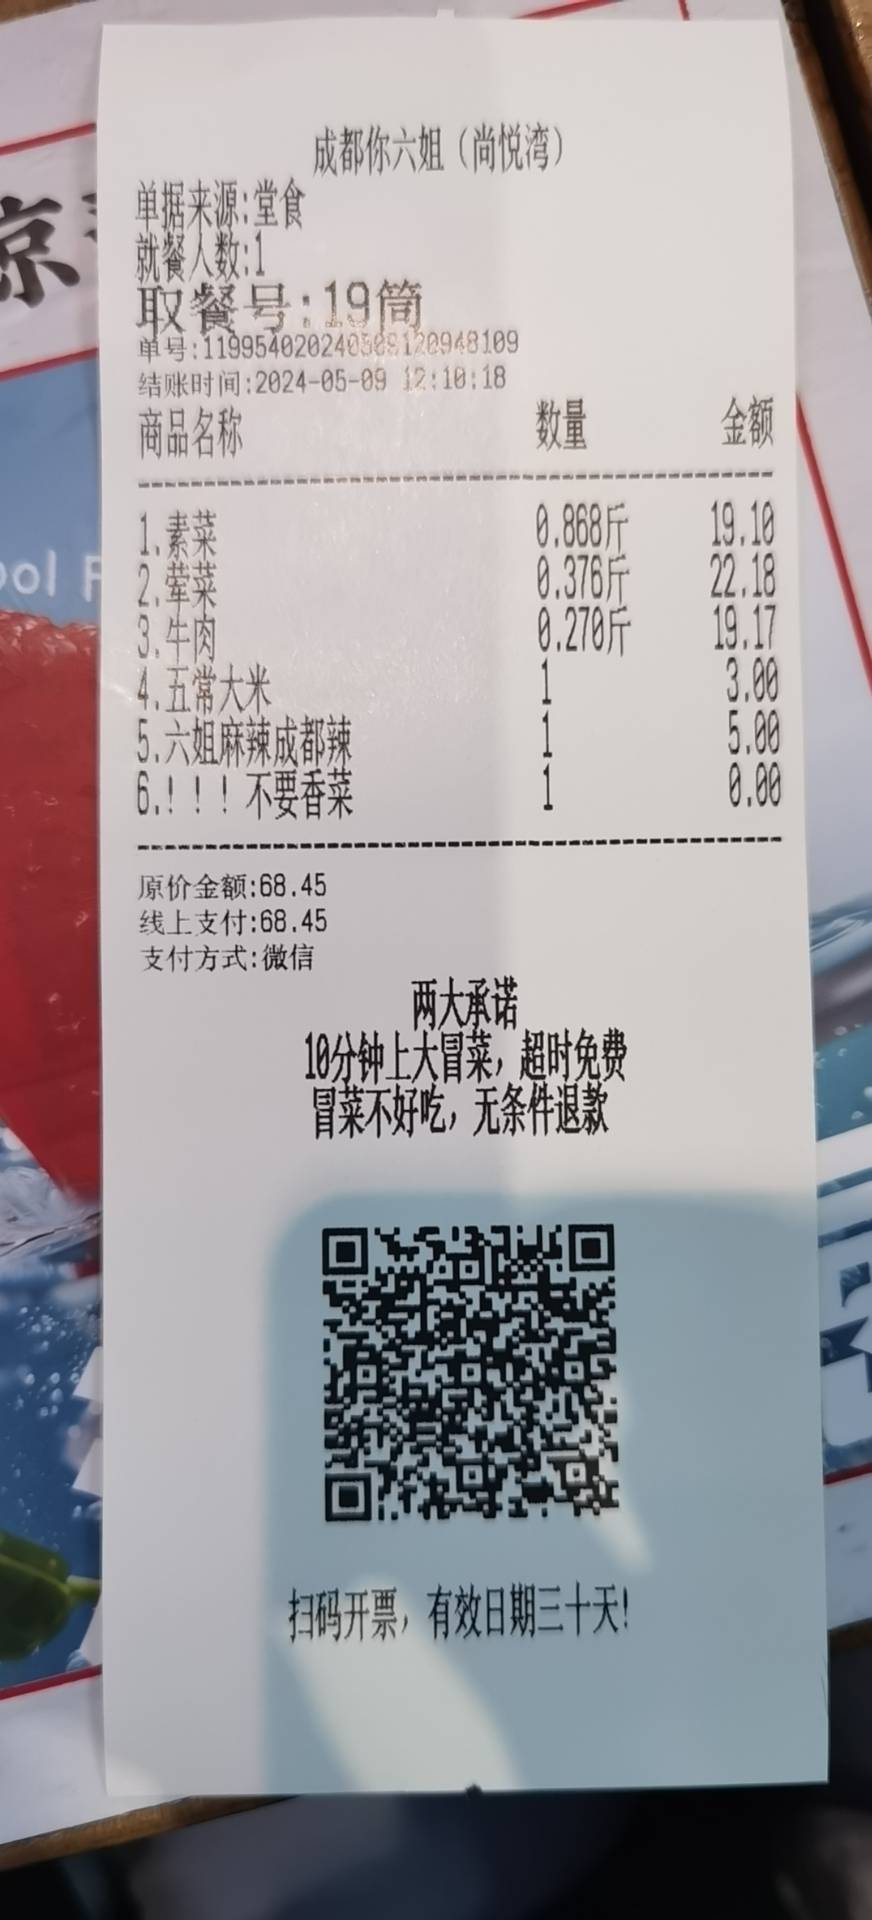 成都你六姐（尚悦湾）
单据来源:堂食
就餐人数:1
取餐号:19筒
单号:119954020240509120948109
结账时间:2024-05-09 12:10:18
商品名称 数量 金额
1.素菜 0.868斤 19.10
2.荤菜 0.376斤 22.18
3.牛肉 0.270斤 19.17
4.五常大米 1 3.00
5.六姐麻辣成都辣 1 5.00
6.！！！不要香菜 1 0.00
原价金额:68.45
线上支付:68.45
支付方式:微信
两大承诺
10分钟上大冒菜，超时免费
冒菜不好吃，无条件退款
扫码开票，有效日期三十天!